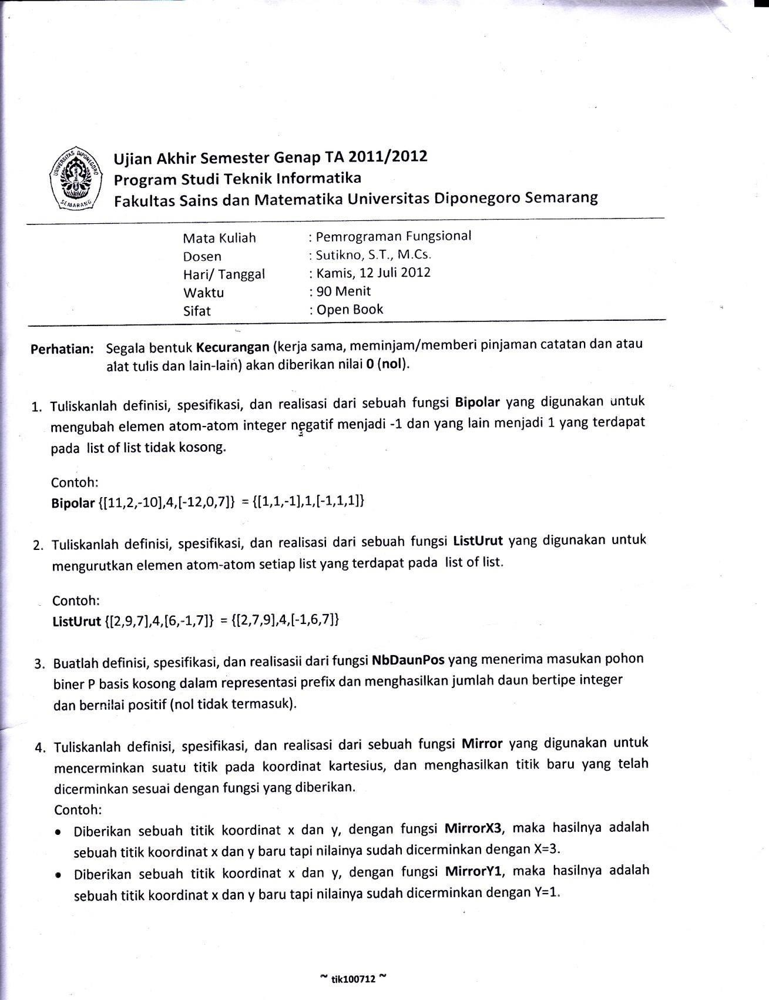 UNIVERSITAS DIPONEGORO
SEMARANG
Ujian Akhir Semester Genap TA 2011/2012
Program Studi Teknik Informatika
Fakultas Sains dan Matematika Universitas Diponegoro Semarang
Mata Kuliah : Pemrograman Fungsional
Dosen : Sutikno, S.T., M.Cs.
Hari/ Tanggal : Kamis, 12 Juli 2012
Waktu : 90 Menit
Sifat : Open Book
Perhatian: Segala bentuk Kecurangan (kerja sama, meminjam/memberi pinjaman catatan dan atau
alat tulis dan lain-lain) akan diberikan nilai 0 (nol).
1. Tuliskanlah definisi, spesifikasi, dan realisasi dari sebuah fungsi Bipolar yang digunakan untuk
mengubah elemen atom-atom integer negatif menjadi -1 dan yang lain menjadi 1 yang terdapat
pada list of list tidak kosong.
Contoh:
Bipolar {[11,2,-10],4,[-12,0,7]} = {[1,1,-1],1,[-1,1,1]}
2. Tuliskanlah definisi, spesifikasi, dan realisasi dari sebuah fungsi ListUrut yang digunakan untuk
mengurutkan elemen atom-atom setiap list yang terdapat pada list of list.
Contoh:
ListUrut {[2,9,7],4,[6,-1,7]} = {[2,7,9],4,[-1,6,7]}
3. Buatlah definisi, spesifikasi, dan realisasii dari fungsi NbDaunPos yang menerima masukan pohon
biner P basis kosong dalam representasi prefix dan menghasilkan jumlah daun bertipe integer
dan bernilai positif (nol tidak termasuk).
4. Tuliskanlah definisi, spesifikasi, dan realisasi dari sebuah fungsi Mirror yang digunakan untuk
mencerminkan suatu titik pada koordinat kartesius, dan menghasilkan titik baru yang telah
dicerminkan sesuai dengan fungsi yang diberikan.
Contoh:
• Diberikan sebuah titik koordinat x dan y, dengan fungsi MirrorX3, maka hasilnya adalah
sebuah titik koordinat x dan y baru tapi nilainya sudah dicerminkan dengan X=3.
• Diberikan sebuah titik koordinat x dan y, dengan fungsi MirrorY1, maka hasilnya adalah
sebuah titik koordinat x dan y baru tapi nilainya sudah dicerminkan dengan Y=1.
~ tik100712 ~